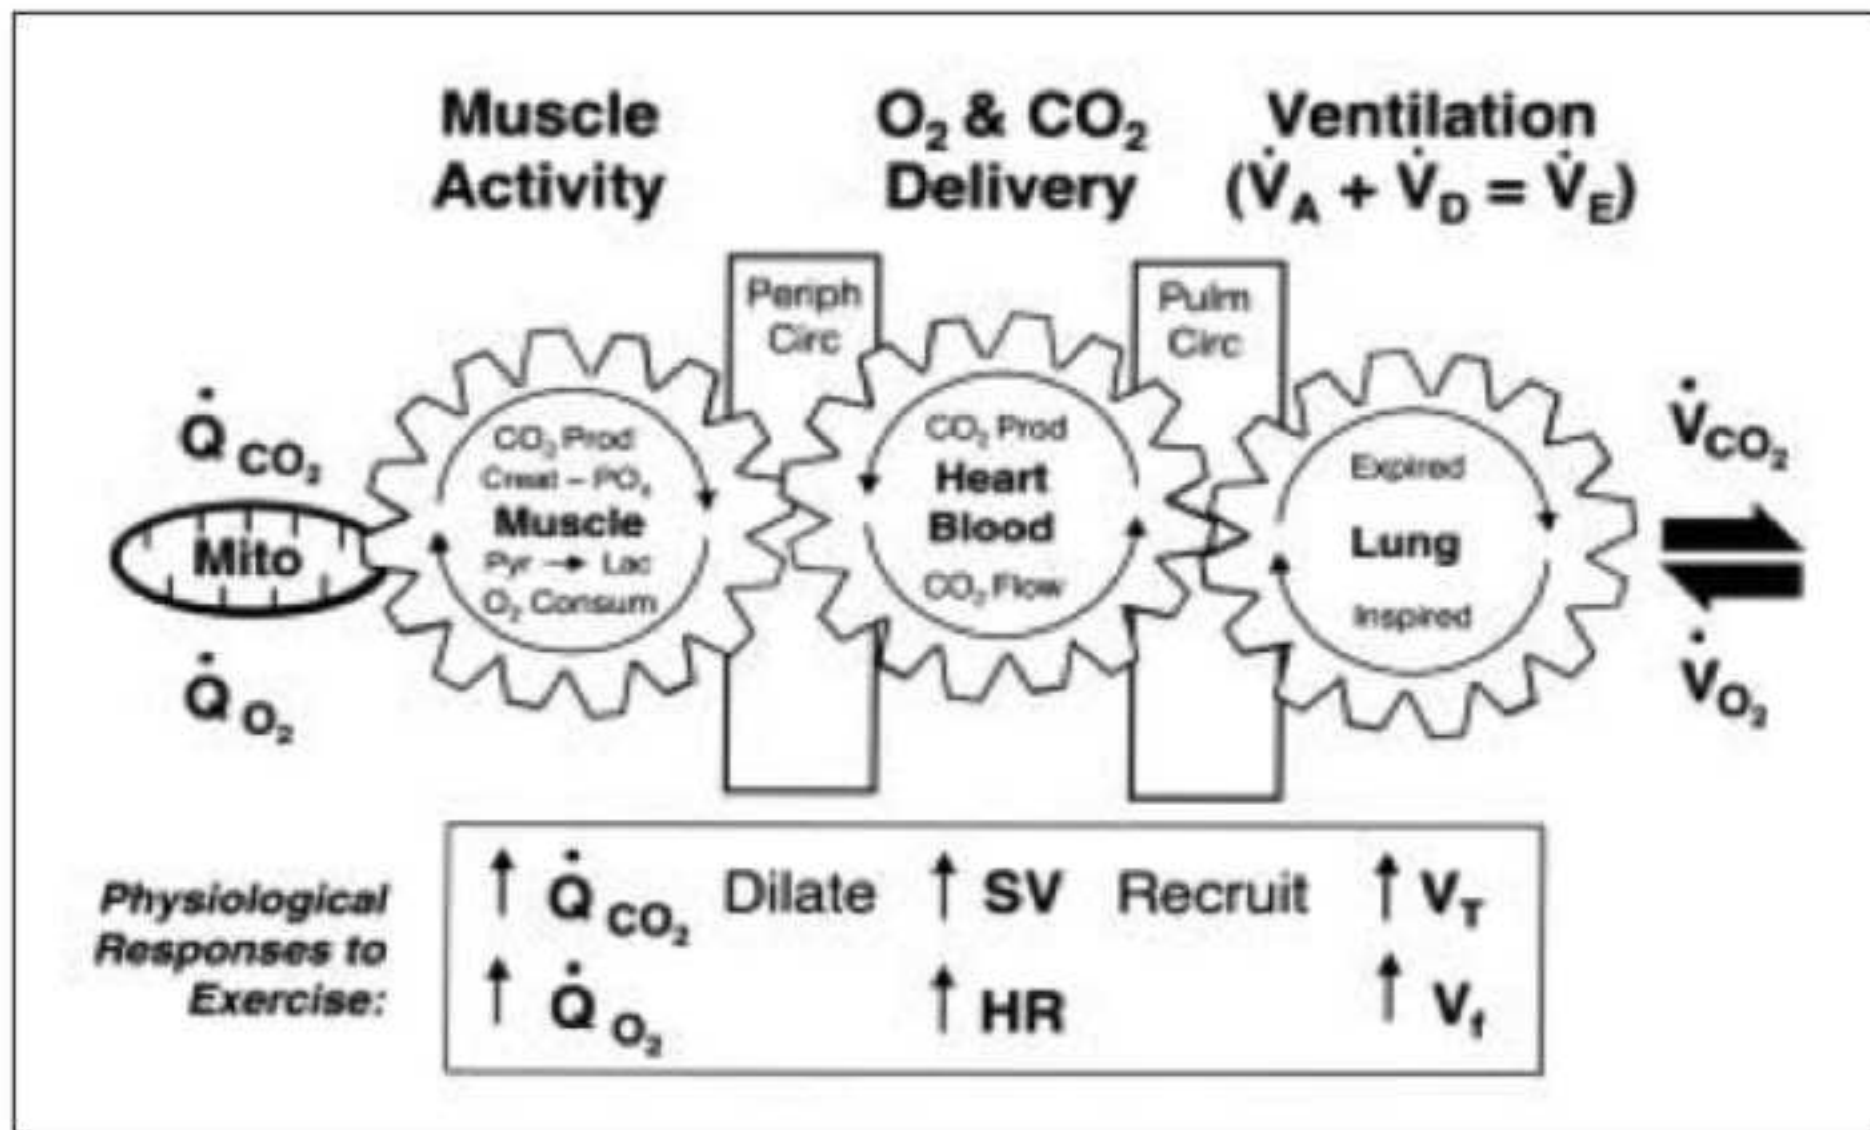 Muscle
Activity
O₂ & CO₂
Delivery
Ventilation
(V̇A + V̇D = V̇E)
Periph
Circ
Pulm
Circ
Q̇ CO₂
Mito
Q̇ O₂
CO₂ Prod
Creat – PO₄
Muscle
Pyr → Lac
O₂ Consum
CO₂ Prod
Heart
Blood
CO₂ Flow
Expired
Lung
Inspired
V̇CO₂
V̇O₂
Physiological
Responses to
Exercise:
↑ Q̇ CO₂ Dilate ↑ SV Recruit ↑ VT
↑ Q̇ O₂ ↑ HR ↑ Vf